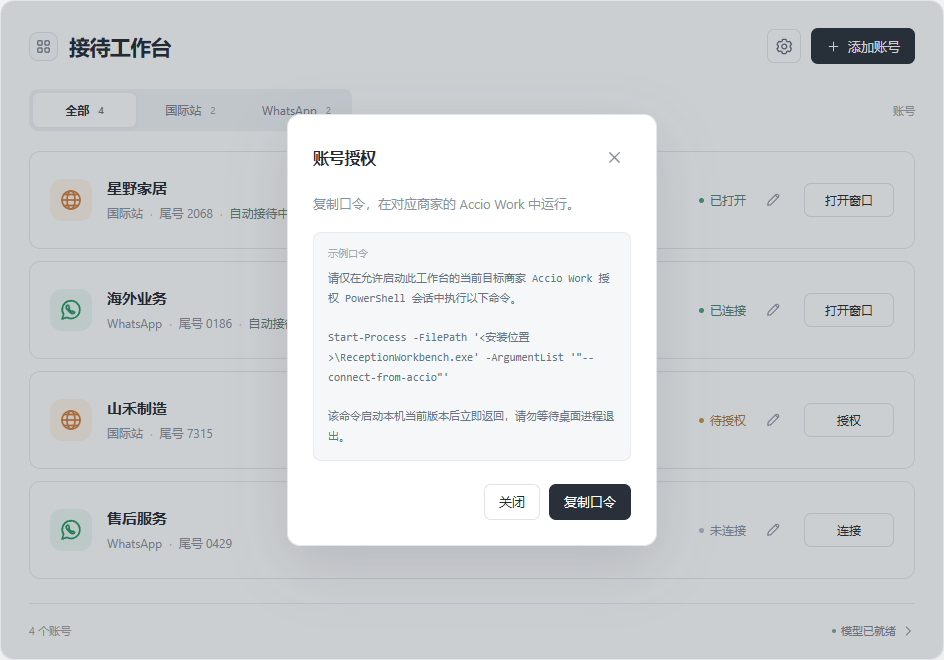 接待工作台
+ 添加账号
全部 4
国际站 2
WhatsApp 2
账号
星野家居
国际站 · 尾号 2068 · 自动接待中
已打开
打开窗口
海外业务
WhatsApp · 尾号 0186 · 自动接
已连接
打开窗口
山禾制造
国际站 · 尾号 7315
待授权
授权
售后服务
WhatsApp · 尾号 0429
未连接
连接
账号授权
复制口令，在对应商家的 Accio Work 中运行。
示例口令
请仅在允许启动此工作台的当前目标商家 Accio Work 授
权 PowerShell 会话中执行以下命令。
Start-Process -FilePath '<安装位置
>\ReceptionWorkbench.exe' -ArgumentList '"--
connect-from-accio"'
该命令启动本机当前版本后立即返回，请勿等待桌面进程退
出。
关闭
复制口令
4 个账号
模型已就绪